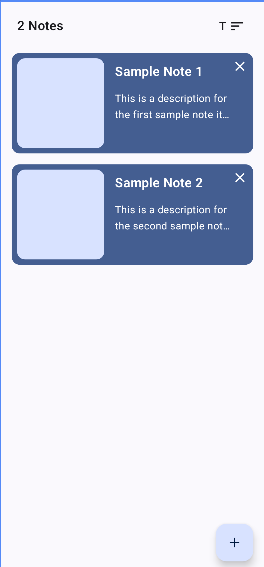 2 Notes
T
Sample Note 1
This is a description for
the first sample note it...
Sample Note 2
This is a description for
the second sample not...